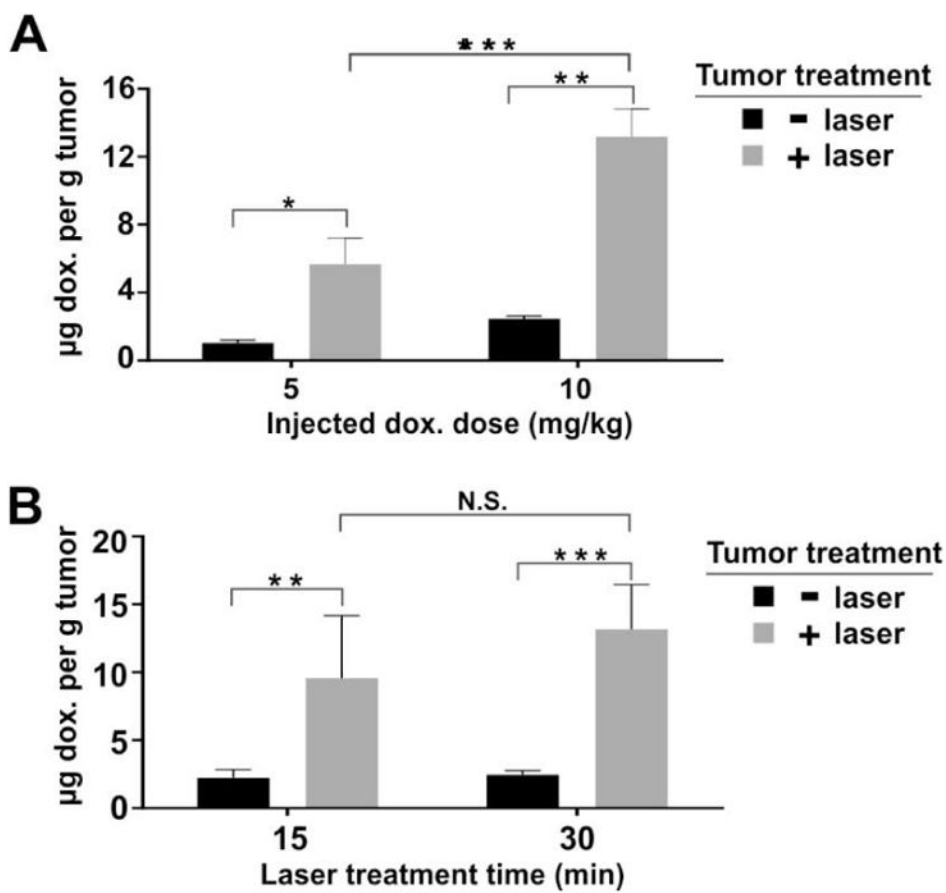 A
***
**
*
16
12
8
4
0
µg dox. per g tumor
5
10
Injected dox. dose (mg/kg)
Tumor treatment
- laser
+ laser
B
N.S.
**
***
20
15
10
5
0
µg dox. per g tumor
15
30
Laser treatment time (min)
Tumor treatment
- laser
+ laser